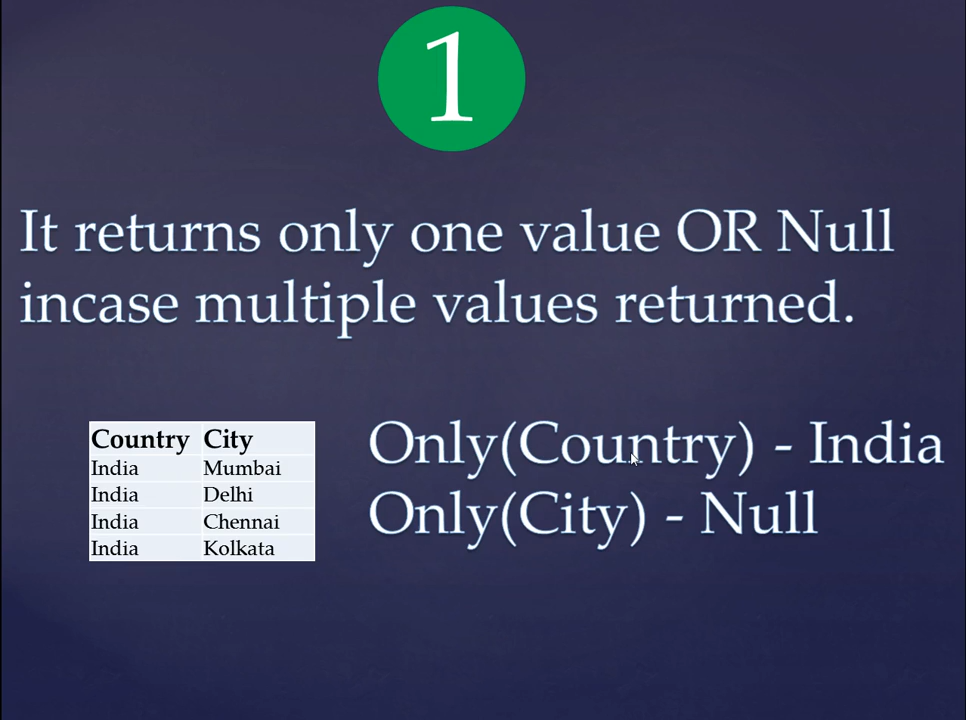 1
It returns only one value OR Null
incase multiple values returned.
Country City
India Mumbai
India Delhi
India Chennai
India Kolkata
Only(Country) - India
Only(City) - Null